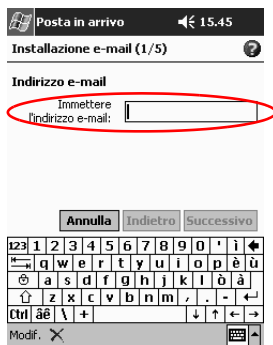 Posta in arrivo 15.45
Installazione e-mail (1/5) ?
Indirizzo e-mail
Immettere
l'indirizzo e-mail:
Annulla Indietro Successivo
123 1 2 3 4 5 6 7 8 9 0 ' ì
q w e r t y u i o p è ù
a s d f g h j k l ò à
z x c v b n m , . -
Ctrl âê \ + ↓ ↑ ← →
Modif.